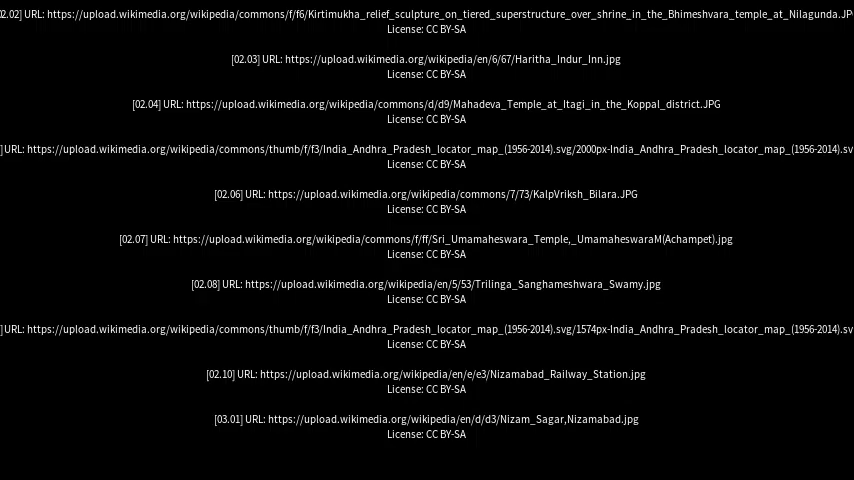 02.02] URL: https://upload.wikimedia.org/wikipedia/commons/f/f6/Kirtimukha_relief_sculpture_on_tiered_superstructure_over_shrine_in_the_Bhimeshvara_temple_at_Nilagunda.JP
License: CC BY-SA
[02.03] URL: https://upload.wikimedia.org/wikipedia/en/6/67/Haritha_Indur_Inn.jpg
License: CC BY-SA
[02.04] URL: https://upload.wikimedia.org/wikipedia/commons/d/d9/Mahadeva_Temple_at_Itagi_in_the_Koppal_district.JPG
License: CC BY-SA
] URL: https://upload.wikimedia.org/wikipedia/commons/thumb/f/f3/India_Andhra_Pradesh_locator_map_(1956-2014).svg/2000px-India_Andhra_Pradesh_locator_map_(1956-2014).sv
License: CC BY-SA
[02.06] URL: https://upload.wikimedia.org/wikipedia/commons/7/73/KalpVriksh_Bilara.JPG
License: CC BY-SA
[02.07] URL: https://upload.wikimedia.org/wikipedia/commons/f/ff/Sri_Umamaheswara_Temple,_UmamaheswaraM(Achampet).jpg
License: CC BY-SA
[02.08] URL: https://upload.wikimedia.org/wikipedia/en/5/53/Trilinga_Sanghameshwara_Swamy.jpg
License: CC BY-SA
] URL: https://upload.wikimedia.org/wikipedia/commons/thumb/f/f3/India_Andhra_Pradesh_locator_map_(1956-2014).svg/1574px-India_Andhra_Pradesh_locator_map_(1956-2014).sv
License: CC BY-SA
[02.10] URL: https://upload.wikimedia.org/wikipedia/en/e/e3/Nizamabad_Railway_Station.jpg
License: CC BY-SA
[03.01] URL: https://upload.wikimedia.org/wikipedia/en/d/d3/Nizam_Sagar,Nizamabad.jpg
License: CC BY-SA